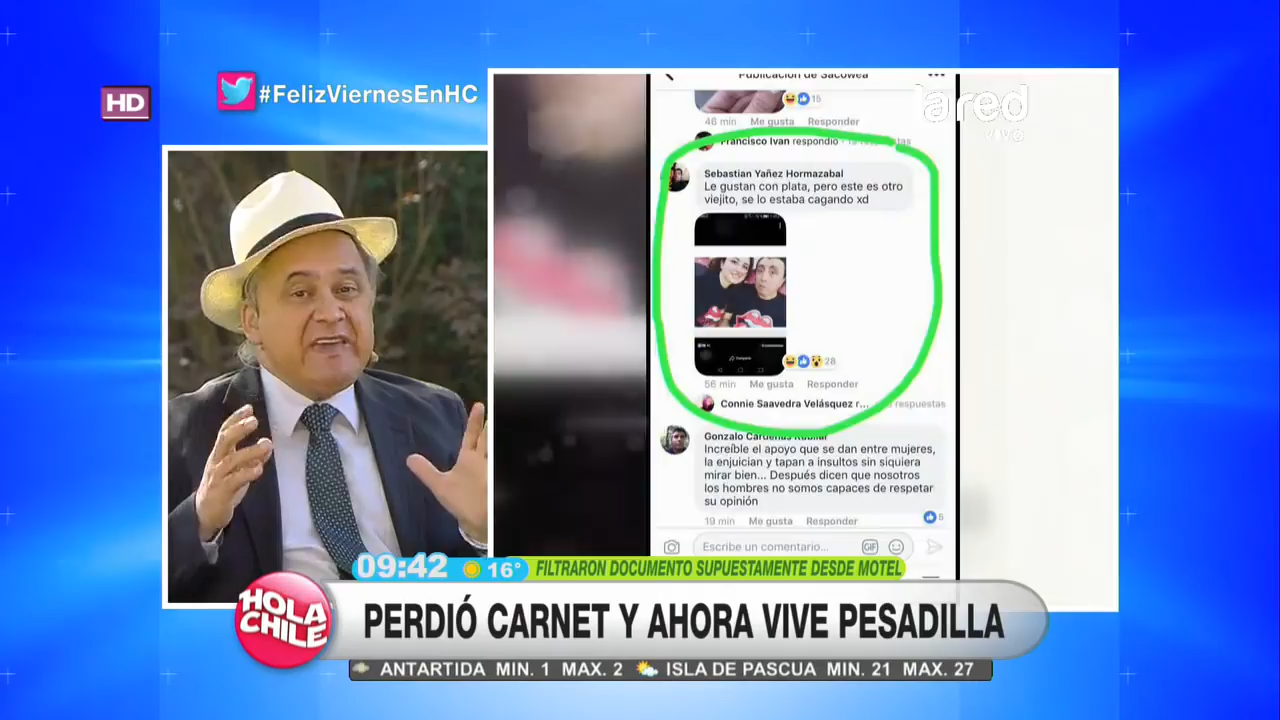 HD
#FelizViernesEnHC
Publicación de Sacowea
lared
vivo
15
46 min Me gusta Responder
Francisco Ivan respondió
Sebastian Yañez Hormazabal
Le gustan con plata, pero este es otro
viejito, se lo estaba cagando xd
28
56 min Me gusta Responder
Connie Saavedra Velásquez r... respuestas
Gonzalo Cardenas Rubilar
Increíble el apoyo que se dan entre mujeres,
la enjuician y tapan a insultos sin siquiera
mirar bien... Después dicen que nosotros
los hombres no somos capaces de respetar
su opinión
5
19 min Me gusta Responder
Escribe un comentario... GIF
09:42 16° FILTRARON DOCUMENTO SUPUESTAMENTE DESDE MOTEL
HOLA
CHILE
PERDIÓ CARNET Y AHORA VIVE PESADILLA
ANTARTIDA MIN. 1 MAX. 2 ISLA DE PASCUA MIN. 21 MAX. 27